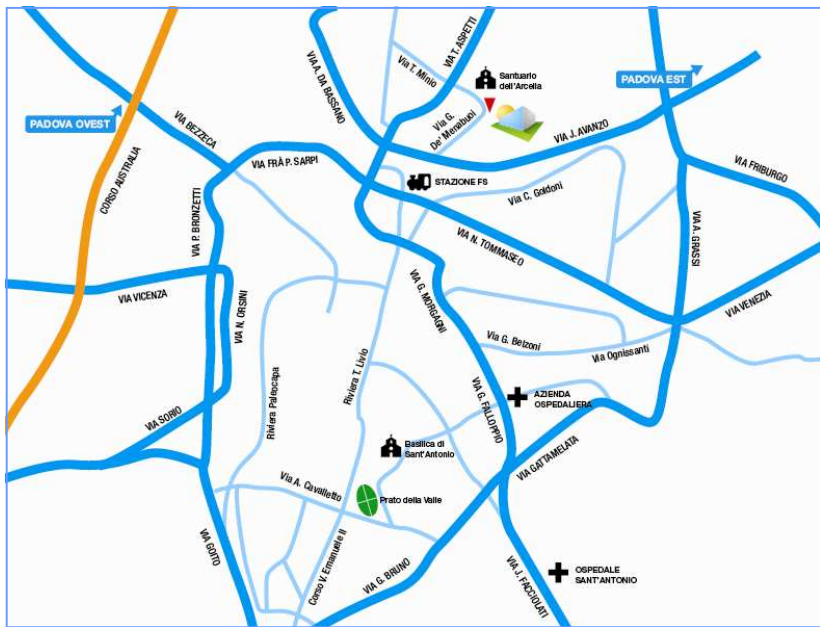 VIA T. ASPETTI
Via T. Minio
Santuario
dell'Arcella
PADOVA EST
VIA A. DA BASSANO
PADOVA OVEST
VIA BEZZECA
Via G.
De' Menabuoi
VIA J. AVANZO
VIA FRÀ P. SARPI
STAZIONE FS
VIA FRIBURGO
CORSO AUSTRALIA
VIA P. BRONZETTI
Via C. Goldoni
VIA A. GRASSI
VIA N. TOMMASEO
VIA VICENZA
VIA N. ORSINI
VIA G. MORGAGNI
VIA VENEZIA
Via G. Belzoni
Via Ognissanti
Riviera T. Livio
Riviera Paleocapa
VIA G. FALLOPPIO
AZIENDA
OSPEDALIERA
VIA SORIO
Basilica di
Sant'Antonio
VIA GATTAMELATA
Via A. Cavalletto
Prato della Valle
VIA GOITO
Corso V. Emanuele II
VIA G. BRUNO
VIA J. FACCIOLATI
OSPEDALE
SANT'ANTONIO